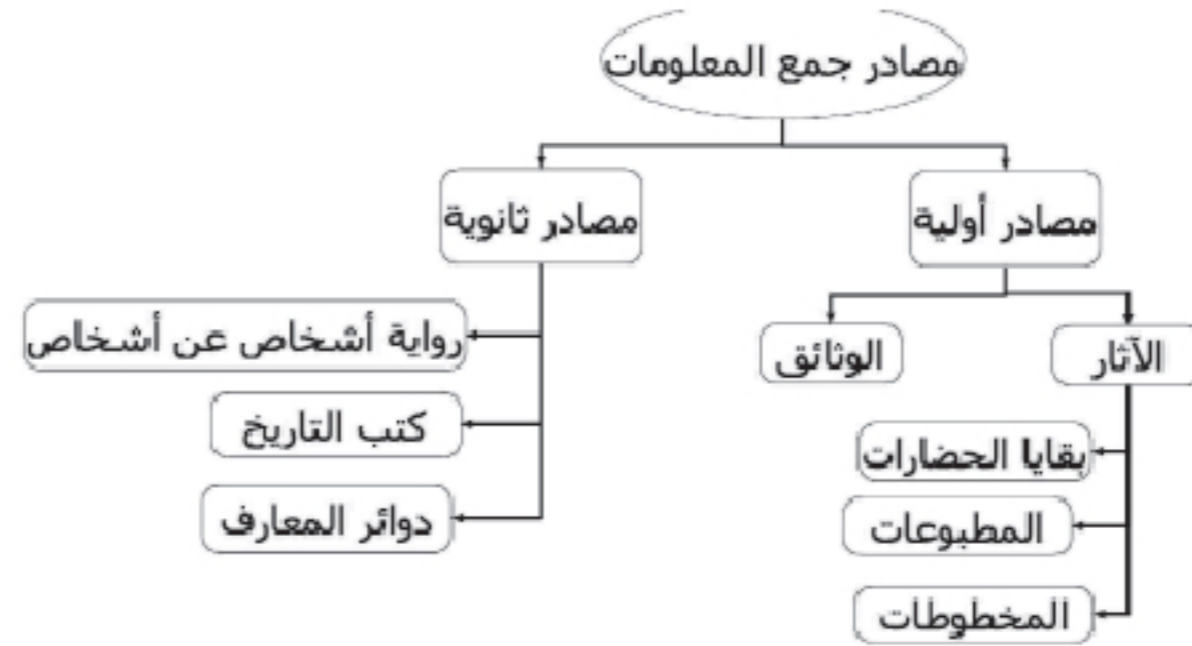 مصادر جمع المعلومات
مصادر أولية
مصادر ثانوية
الآثار
الوثائق
بقايا الحضارات
المطبوعات
المخطوطات
رواية أشخاص عن أشخاص
كتب التاريخ
دوائر المعارف